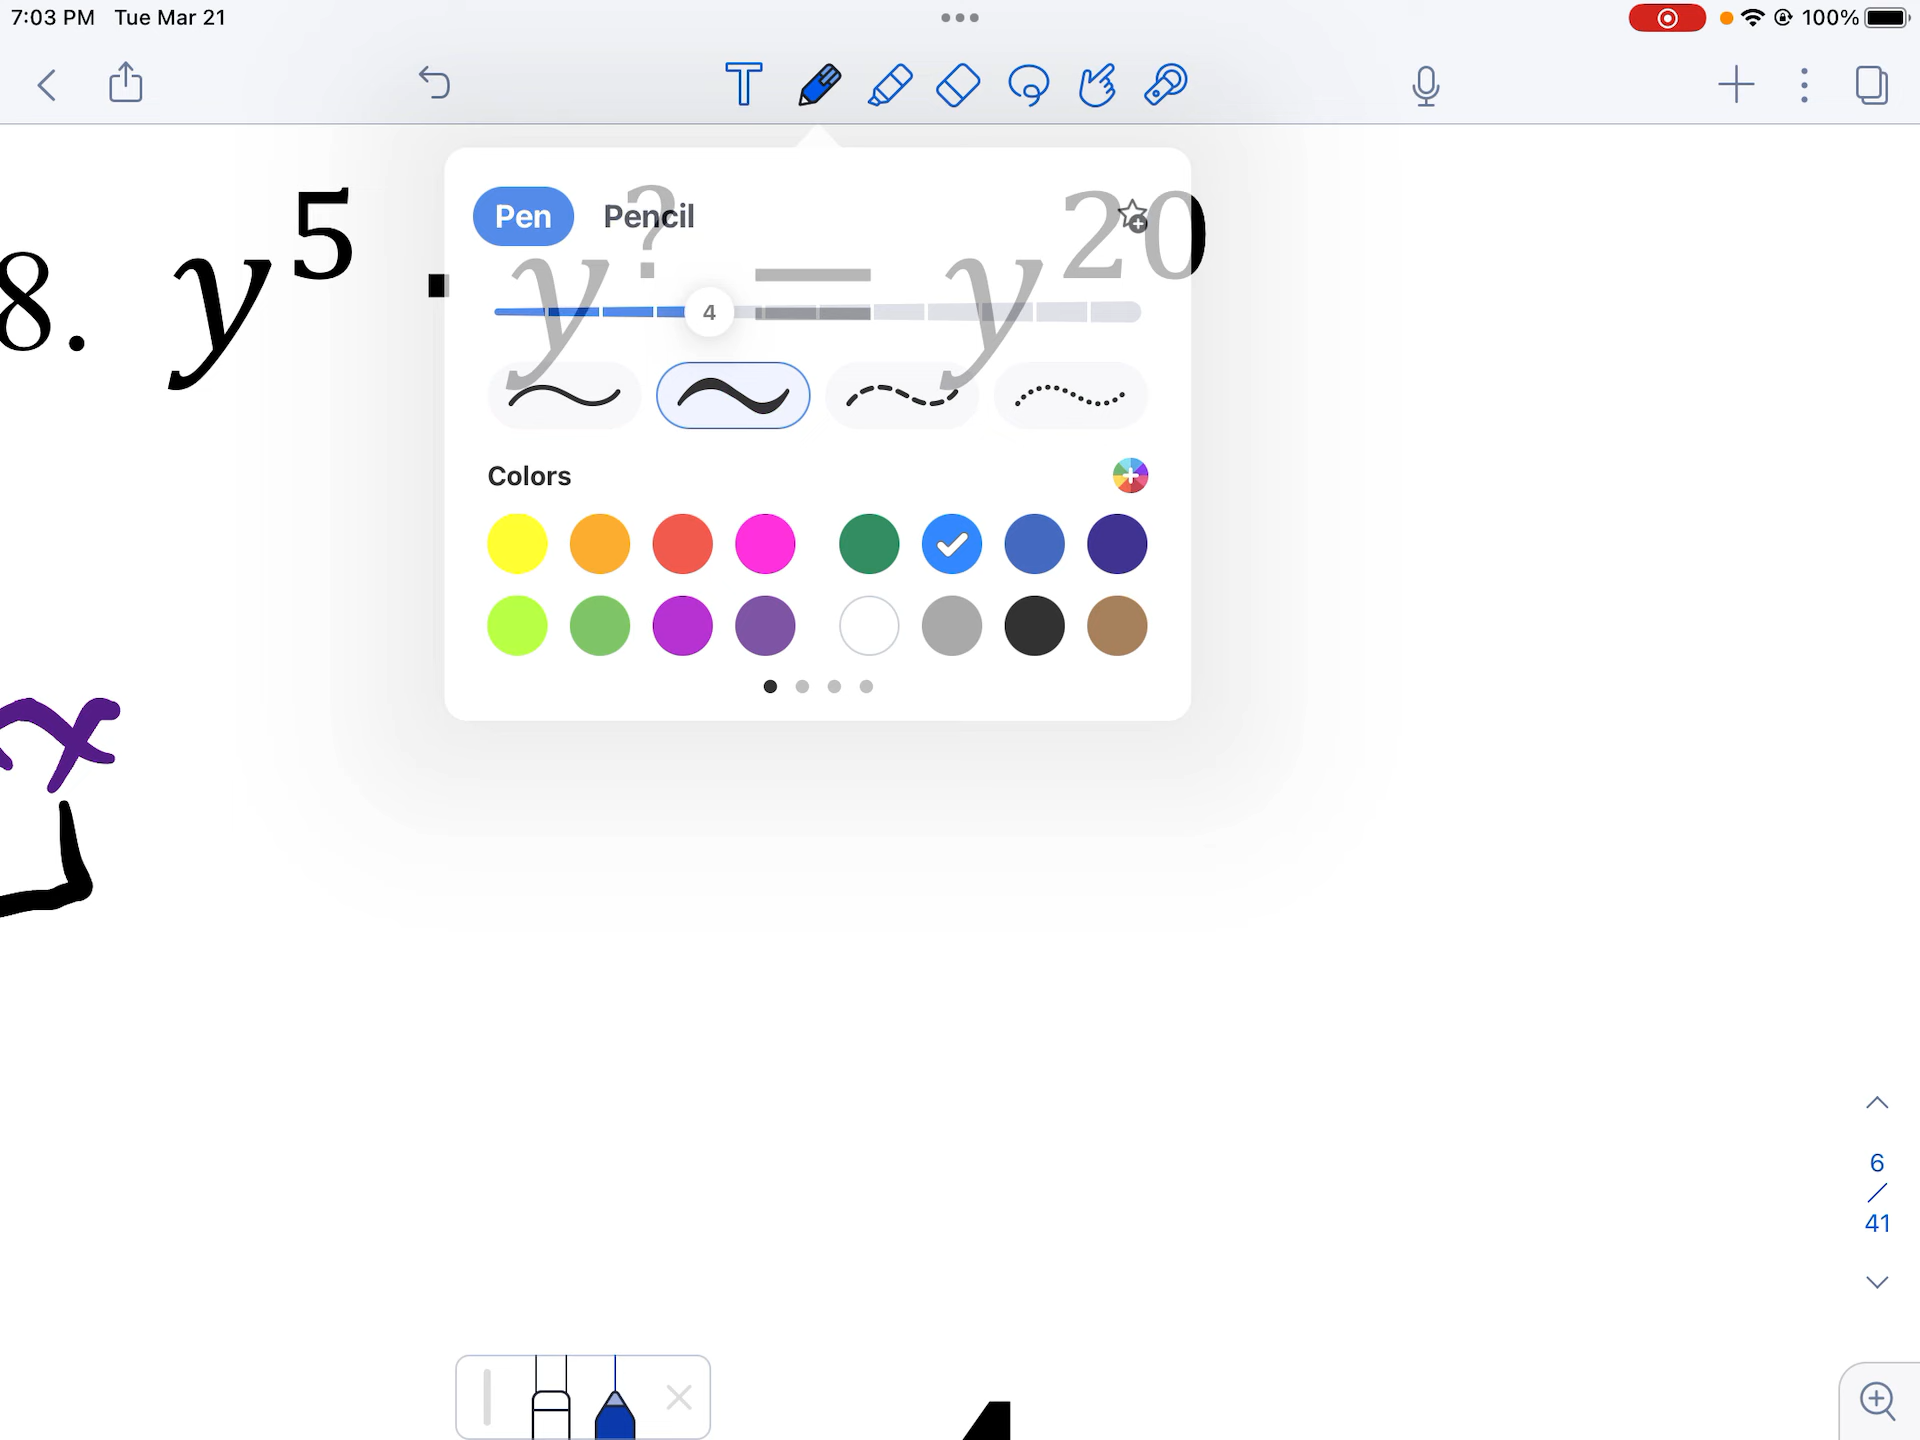 7:03 PM Tue Mar 21
100%
T
8. y⁵ · y^? = y²⁰
Pen Pencil
4
Colors
x
6
/
41